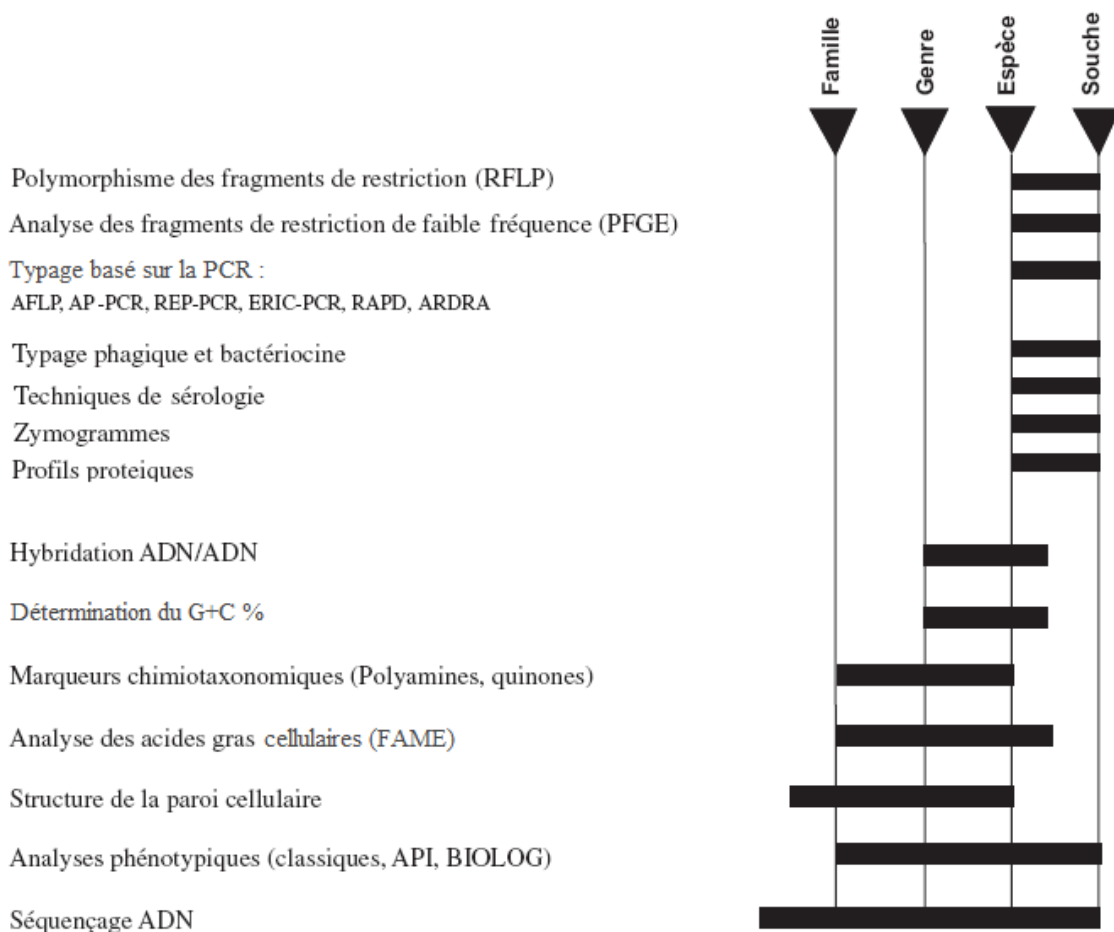 Famille
Genre
Espèce
Souche
Polymorphisme des fragments de restriction (RFLP)
Analyse des fragments de restriction de faible fréquence (PFGE)
Typage basé sur la PCR :
AFLP, AP-PCR, REP-PCR, ERIC-PCR, RAPD, ARDRA
Typage phagique et bactériocine
Techniques de sérologie
Zymogrammes
Profils proteiques
Hybridation ADN/ADN
Détermination du G+C %
Marqueurs chimiotaxonomiques (Polyamines, quinones)
Analyse des acides gras cellulaires (FAME)
Structure de la paroi cellulaire
Analyses phénotypiques (classiques, API, BIOLOG)
Séquençage ADN